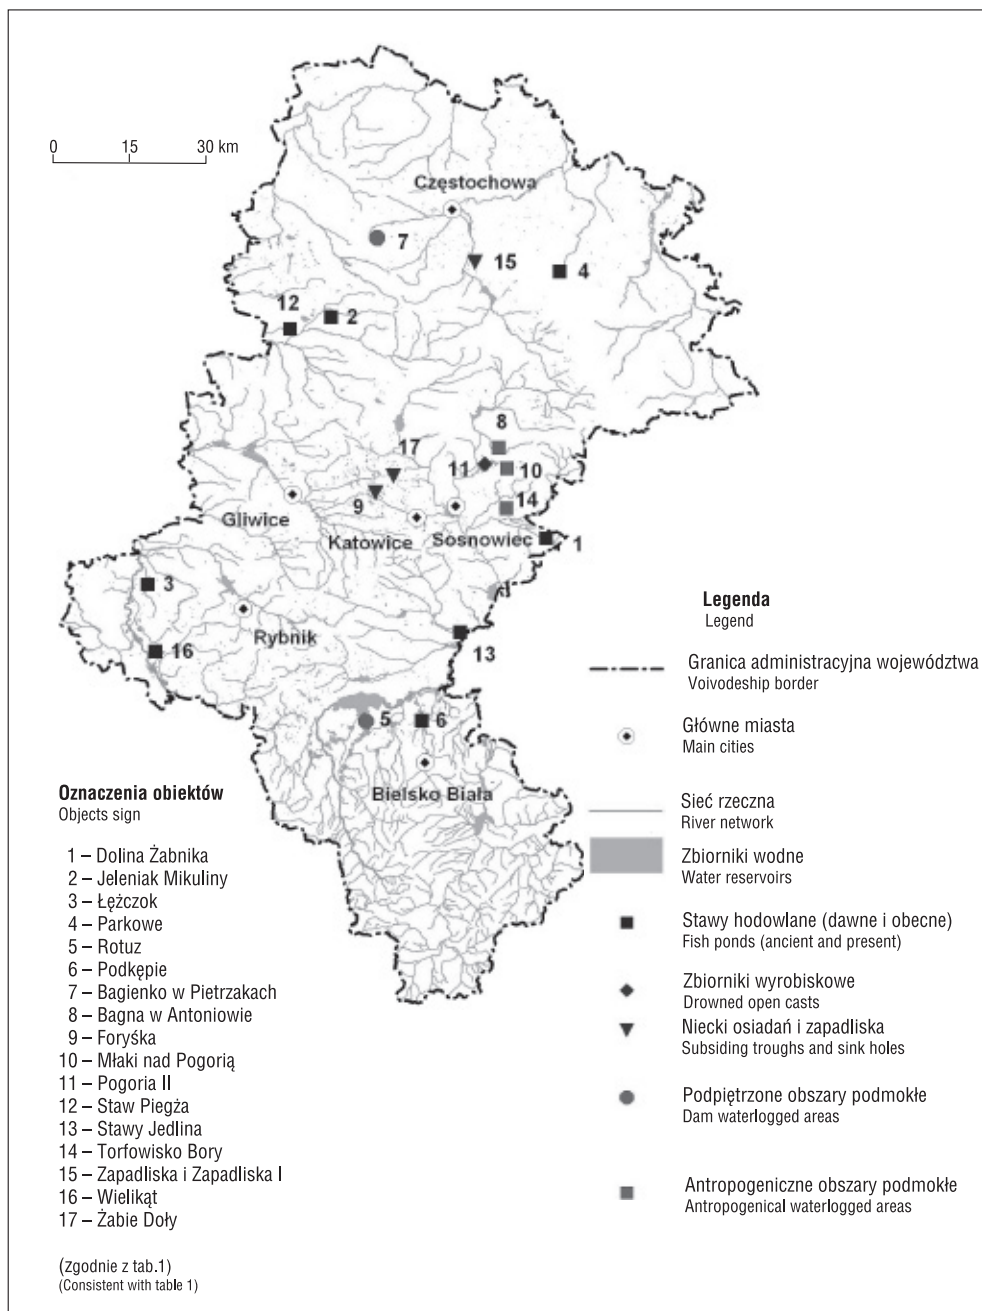 0 15 30 km
Częstochowa
7
15
4
12
2
8
17
11
10
9
14
Gliwice
Katowice
Sosnowiec
1
3
Rybnik
16
13
5
6
Bielsko Biała
Oznaczenia obiektów
Objects sign
1 – Dolina Żabnika
2 – Jeleniak Mikuliny
3 – Łężczok
4 – Parkowe
5 – Rotuz
6 – Podkępie
7 – Bagienko w Pietrzakach
8 – Bagna w Antoniowie
9 – Foryśka
10 – Młaki nad Pogorią
11 – Pogoria II
12 – Staw Piegża
13 – Stawy Jedlina
14 – Torfowisko Bory
15 – Zapadliska i Zapadliska I
16 – Wielikąt
17 – Żabie Doły
(zgodnie z tab.1)
(Consistent with table 1)
Legenda
Legend
Granica administracyjna województwa
Voivodeship border
Główne miasta
Main cities
Sieć rzeczna
River network
Zbiorniki wodne
Water reservoirs
Stawy hodowlane (dawne i obecne)
Fish ponds (ancient and present)
Zbiorniki wyrobiskowe
Drowned open casts
Niecki osiadań i zapadliska
Subsiding troughs and sink holes
Podpiętrzone obszary podmokłe
Dam waterlogged areas
Antropogeniczne obszary podmokłe
Antropogenical waterlogged areas